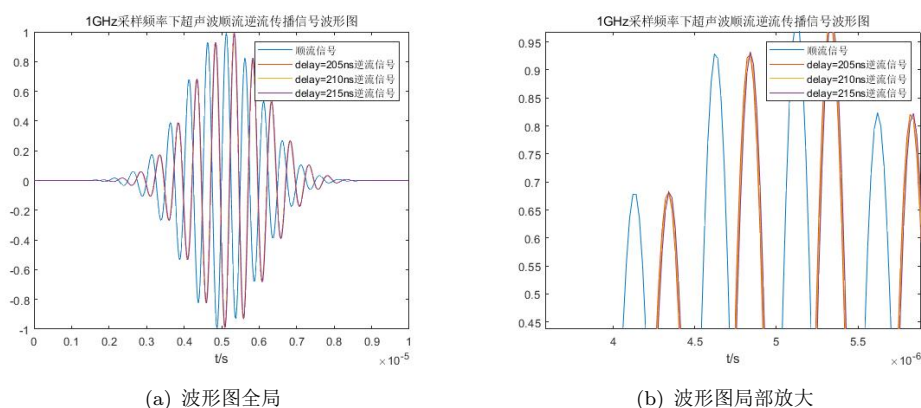 1GHz采样频率下超声波顺流逆流传播信号波形图
1
0.8
0.6
0.4
0.2
0
-0.2
-0.4
-0.6
-0.8
-1
顺流信号
delay=205ns逆流信号
delay=210ns逆流信号
delay=215ns逆流信号
0 0.1 0.2 0.3 0.4 0.5 0.6 0.7 0.8 0.9 1
t/s
×10⁻⁵
(a) 波形图全局
1GHz采样频率下超声波顺流逆流传播信号波形图
0.95
0.9
0.85
0.8
0.75
0.7
0.65
0.6
0.55
0.5
0.45
顺流信号
delay=205ns逆流信号
delay=210ns逆流信号
delay=215ns逆流信号
4 4.5 5 5.5
t/s
×10⁻⁶
(b) 波形图局部放大